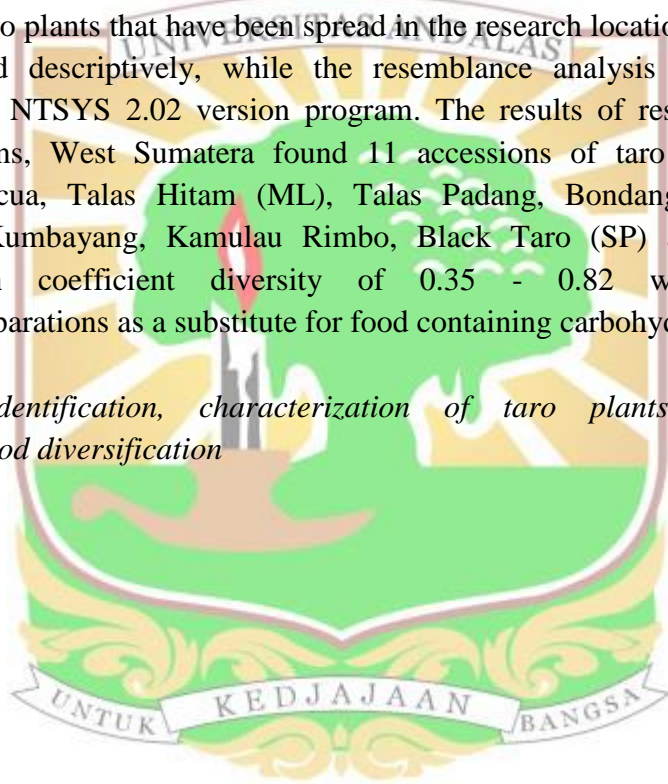 o plants that have been spread in the research locatio
UNIVERSITAS ANDALAS
d descriptively, while the resemblance analysis
NTSYS 2.02 version program. The results of res
ns, West Sumatera found 11 accessions of taro
cua, Talas Hitam (ML), Talas Padang, Bondang
Kumbayang, Kamulau Rimbo, Black Taro (SP)
coefficient diversity of 0.35 - 0.82 w
parations as a substitute for food containing carbohyc
dentification, characterization of taro plants
od diversification
UNTUK KEDJAJAAN BANGSA